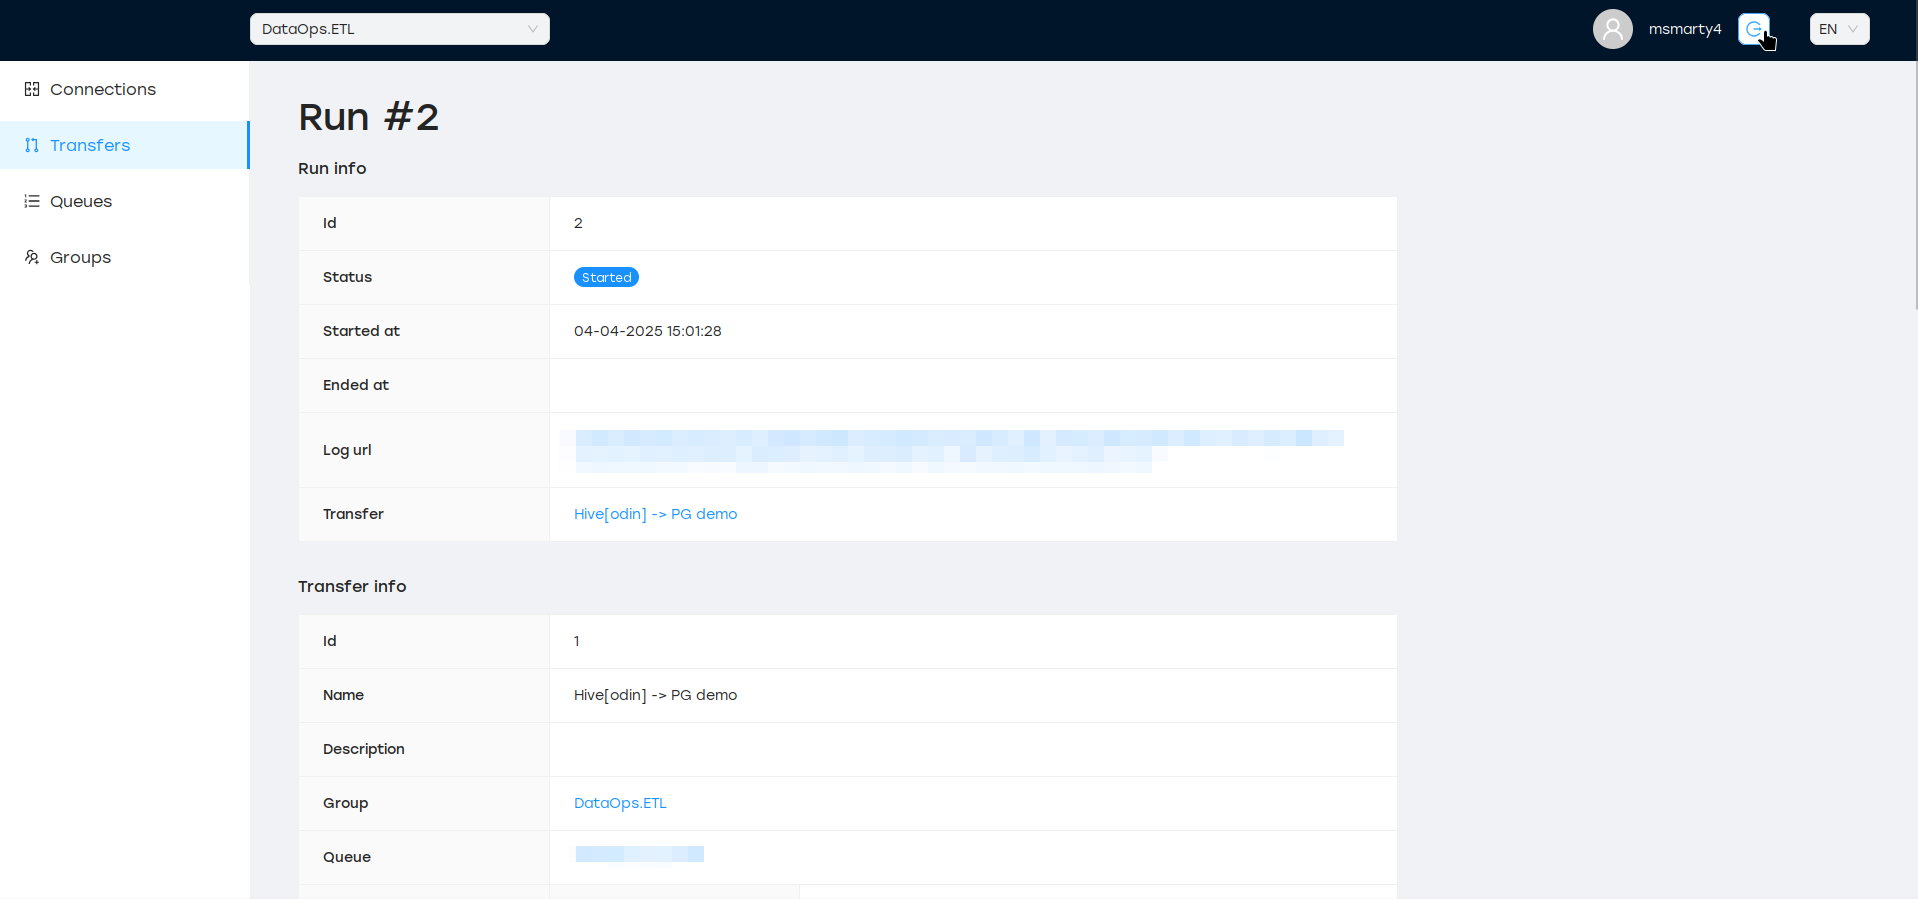 DataOps.ETL
msmarty4
EN
Connections
Transfers
Queues
Groups
Run #2
Run info
Id 2
Status Started
Started at 04-04-2025 15:01:28
Ended at
Log url
Transfer Hive[odin] -> PG demo
Transfer info
Id 1
Name Hive[odin] -> PG demo
Description
Group DataOps.ETL
Queue